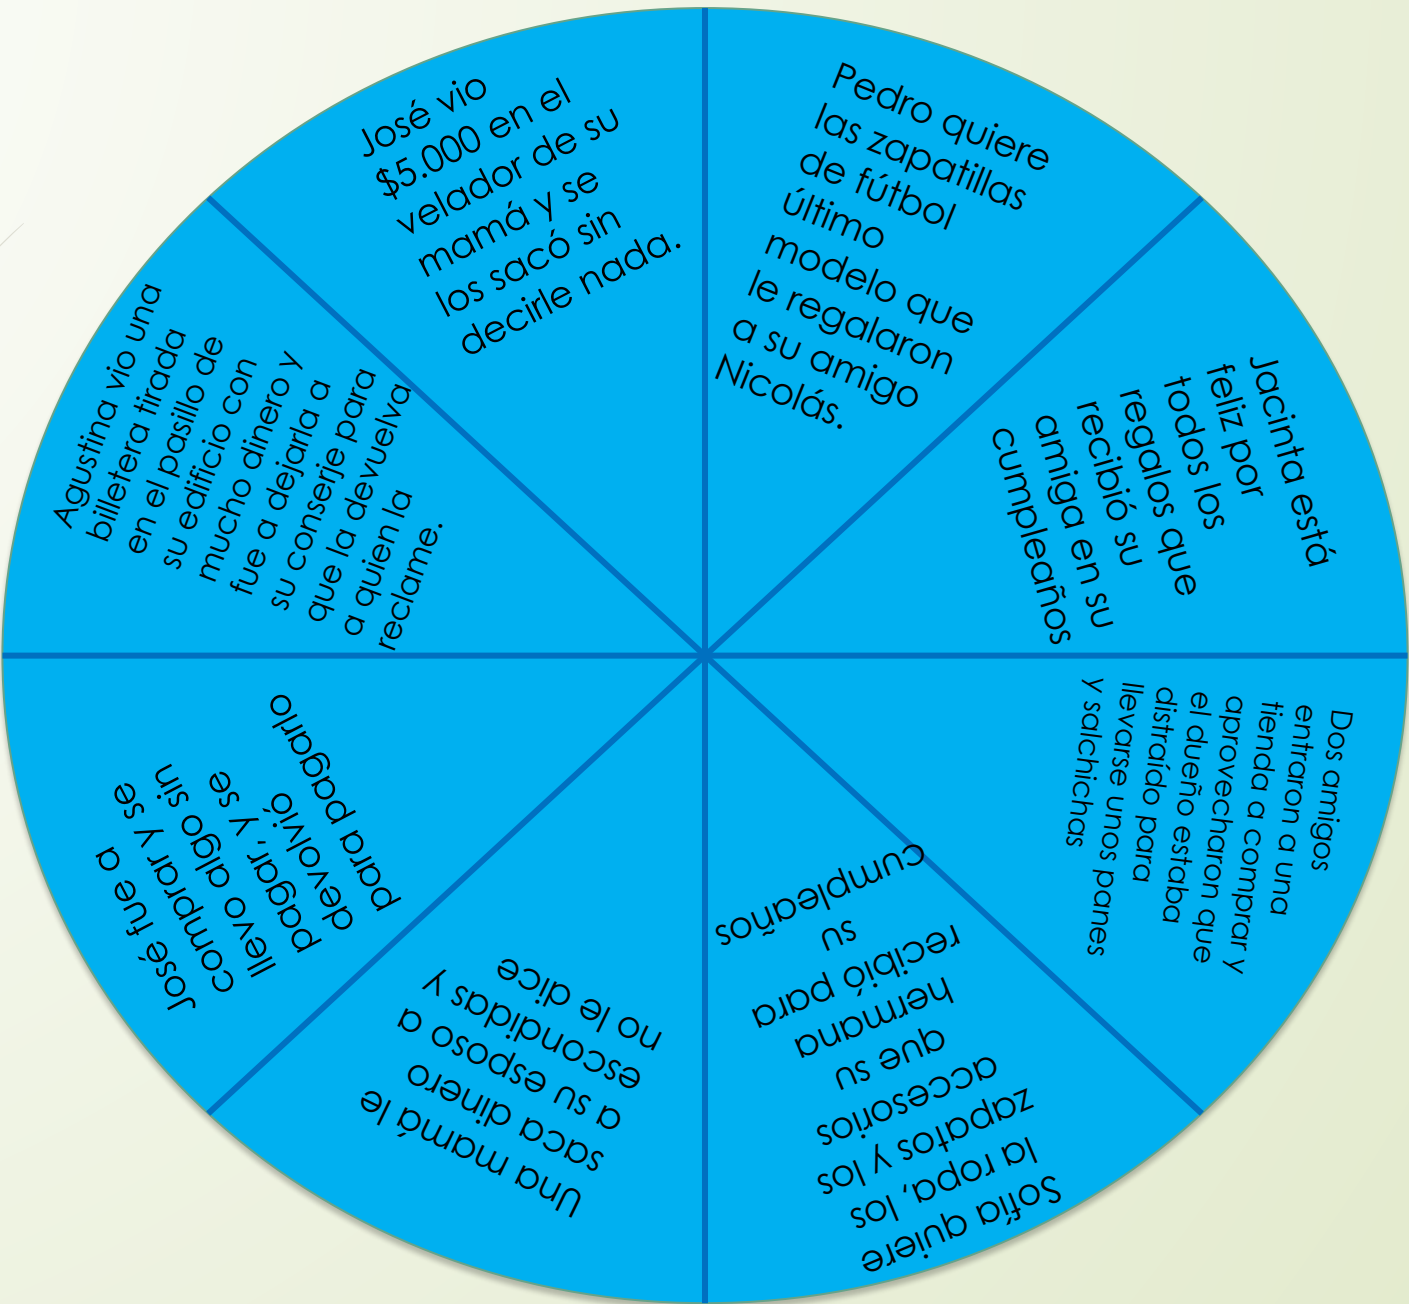 Pedro quiere
las zapatillas
de fútbol
último
modelo que
le regalaron
a su amigo
Nicolás.
Jacinta está
feliz por
todos los
regalos que
recibió su
amiga en su
cumpleaños
Dos amigos
entraron a una
tienda a comprar y
aprovecharon que
el dueño estaba
distraído para
llevarse unos panes
y salchichas
Sofía quiere
la ropa, los
zapatos y los
accesorios
que su
hermana
recibió para
su
cumpleaños
Una mamá le
saca dinero
a su esposo a
escondidas y
no le dice
José fue a
comprar y se
llevo algo sin
pagar, y se
devolvió
para pagarlo
Agustina vio una
billetera tirada
en el pasillo de
su edificio con
mucho dinero y
fue a dejarla a
su conserje para
que la devuelva
a quien la
reclame.
José vio
$5.000 en el
velador de su
mamá y se
los sacó sin
decirle nada.